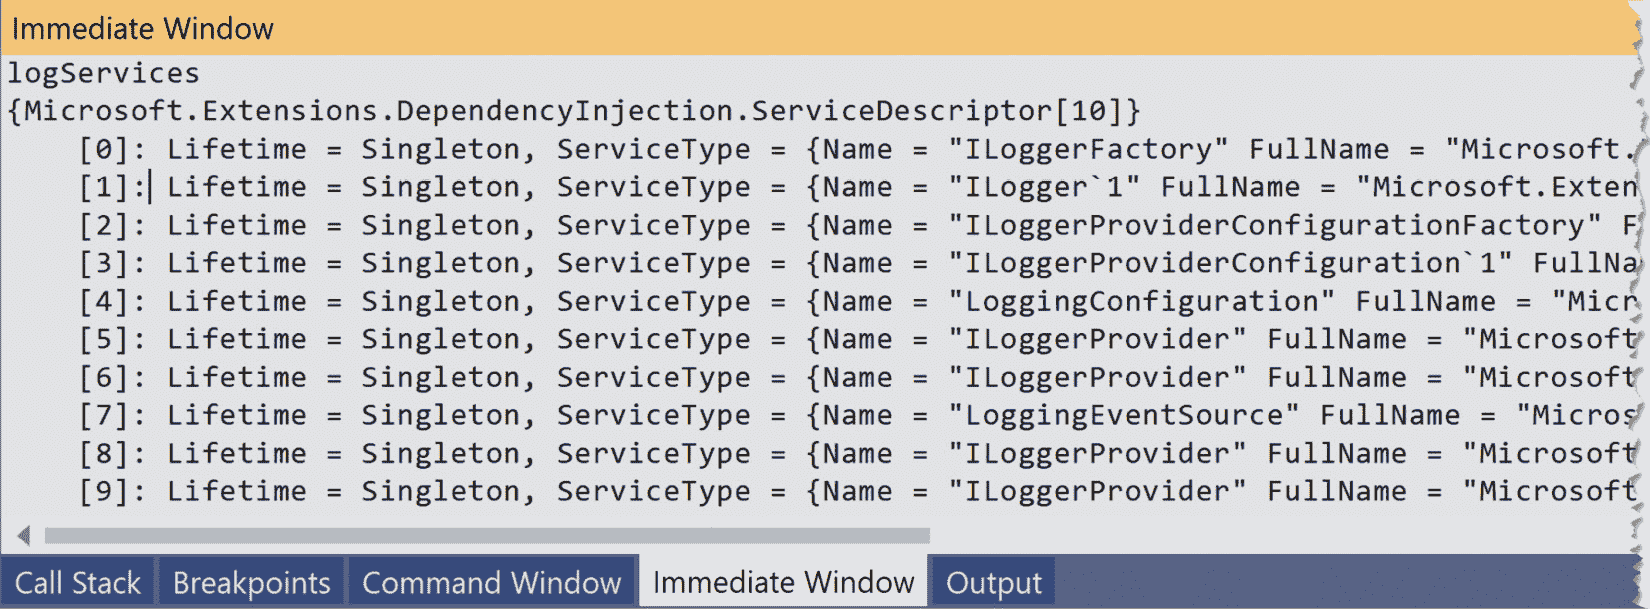 Immediate Window
logServices
{Microsoft.Extensions.DependencyInjection.ServiceDescriptor[10]}
[0]: Lifetime = Singleton, ServiceType = {Name = "ILoggerFactory" FullName = "Microsoft.
[1]: Lifetime = Singleton, ServiceType = {Name = "ILogger`1" FullName = "Microsoft.Exten
[2]: Lifetime = Singleton, ServiceType = {Name = "ILoggerProviderConfigurationFactory" F
[3]: Lifetime = Singleton, ServiceType = {Name = "ILoggerProviderConfiguration`1" FullNa
[4]: Lifetime = Singleton, ServiceType = {Name = "LoggingConfiguration" FullName = "Micr
[5]: Lifetime = Singleton, ServiceType = {Name = "ILoggerProvider" FullName = "Microsoft
[6]: Lifetime = Singleton, ServiceType = {Name = "ILoggerProvider" FullName = "Microsoft
[7]: Lifetime = Singleton, ServiceType = {Name = "LoggingEventSource" FullName = "Micros
[8]: Lifetime = Singleton, ServiceType = {Name = "ILoggerProvider" FullName = "Microsoft
[9]: Lifetime = Singleton, ServiceType = {Name = "ILoggerProvider" FullName = "Microsoft
Call Stack Breakpoints Command Window Immediate Window Output